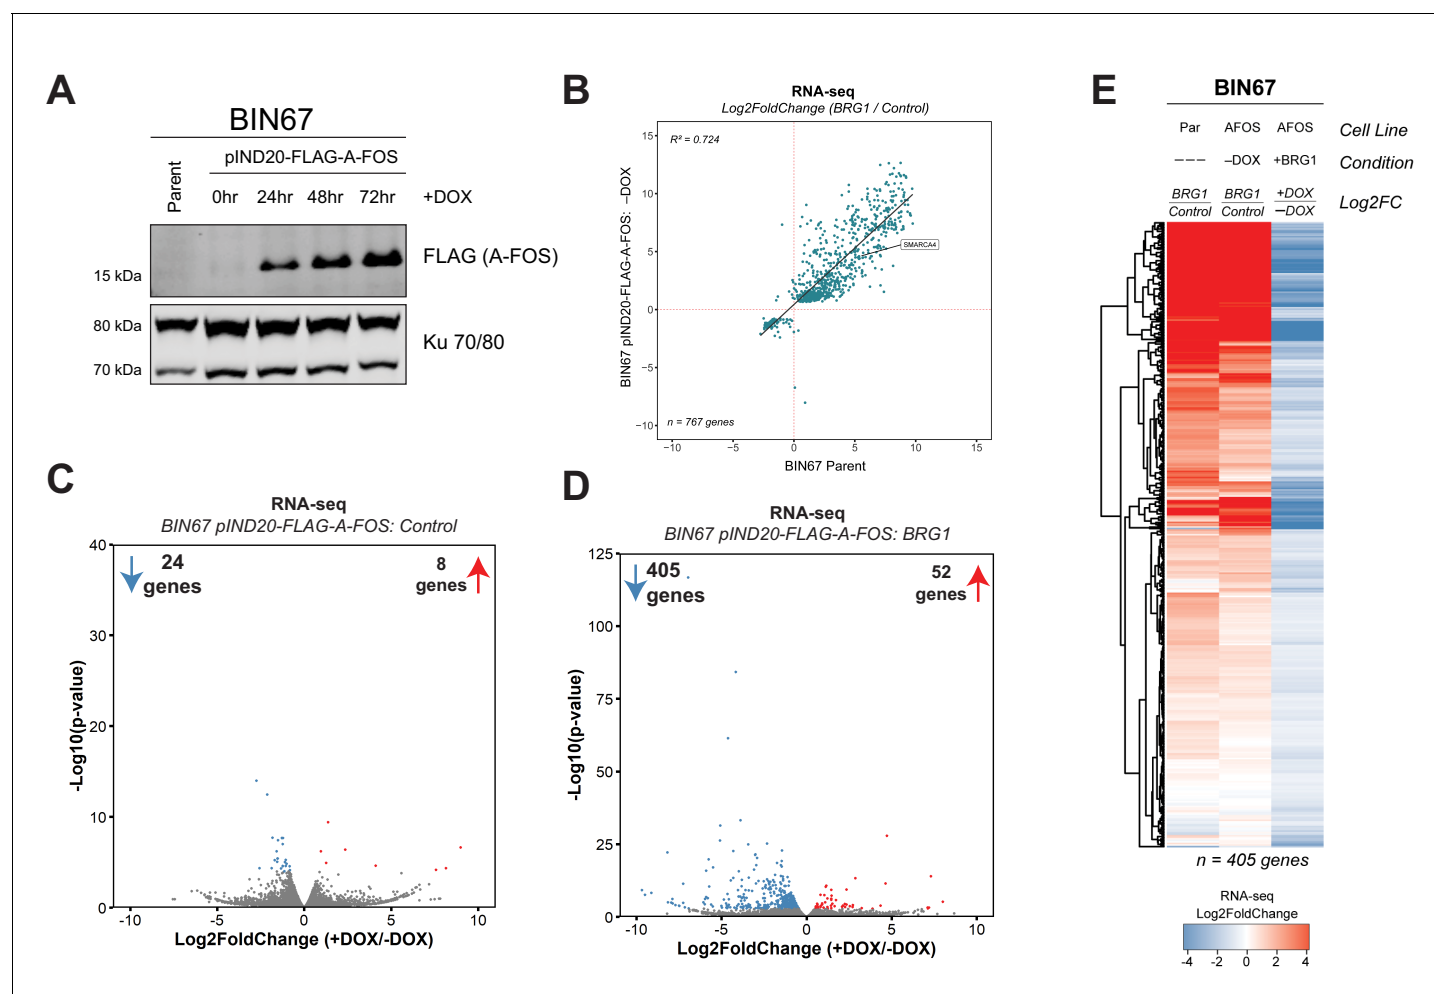 A
BIN67
pIND20-FLAG-A-FOS
Parent
0hr 24hr 48hr 72hr +DOX
15 kDa
FLAG (A-FOS)
80 kDa
70 kDa
Ku 70/80
B
RNA-seq
Log2FoldChange (BRG1 / Control)
R² = 0.724
SMARCA4
n = 767 genes
15
10
5
0
−5
−10
−10 −5 0 5 10 15
BIN67 pIND20-FLAG-A-FOS: −DOX
BIN67 Parent
C
RNA-seq
BIN67 pIND20-FLAG-A-FOS: Control
24 genes
8 genes
40
30
20
10
0
-10 -5 0 5 10
-Log10(p-value)
Log2FoldChange (+DOX/-DOX)
D
RNA-seq
BIN67 pIND20-FLAG-A-FOS: BRG1
405 genes
52 genes
125
100
75
50
25
0
-10 -5 0 5 10
-Log10(p-value)
Log2FoldChange (+DOX/-DOX)
E
BIN67
Par AFOS AFOS Cell Line
--- −DOX +BRG1 Condition
BRG1 BRG1 +DOX
Control Control −DOX
Log2FC
n = 405 genes
RNA-seq
Log2FoldChange
-4 -2 0 2 4